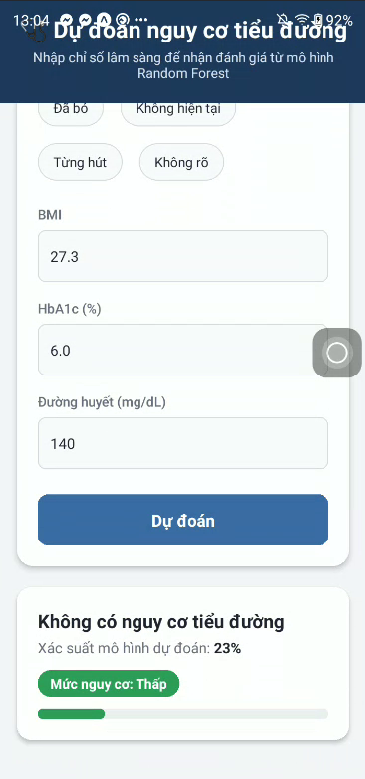 13:04 92%
Dự đoán nguy cơ tiểu đường
Nhập chỉ số lâm sàng để nhận đánh giá từ mô hình
Random Forest
Đã bỏ Không hiện tại
Từng hút Không rõ
BMI
27.3
HbA1c (%)
6.0
Đường huyết (mg/dL)
140
Dự đoán
Không có nguy cơ tiểu đường
Xác suất mô hình dự đoán: 23%
Mức nguy cơ: Thấp